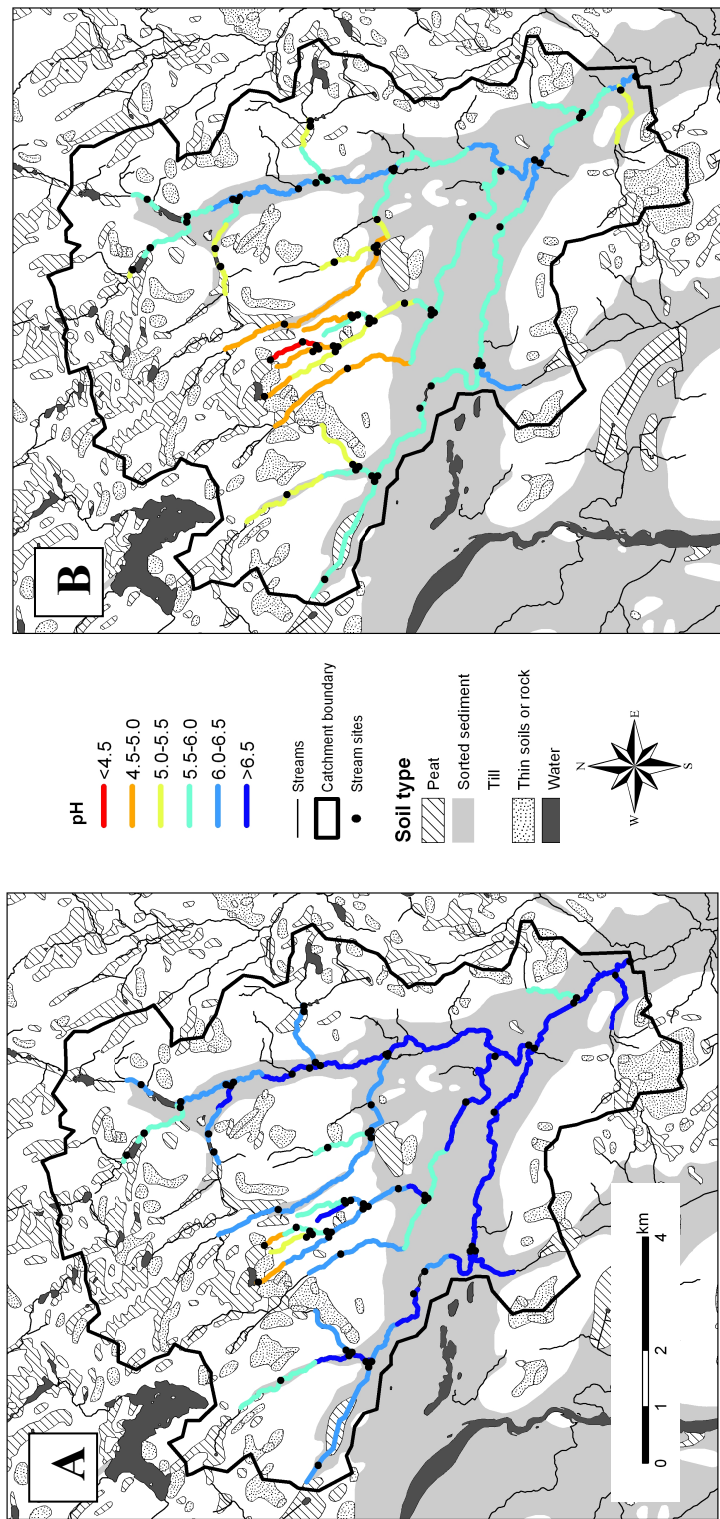 B
pH
<4.5
4.5-5.0
5.0-5.5
5.5-6.0
6.0-6.5
>6.5
Streams
Catchment boundary
Stream sites
Soil type
Peat
Sorted sediment
Till
Thin soils or rock
Water
N
W
E
S
A
km
0
1
2
4